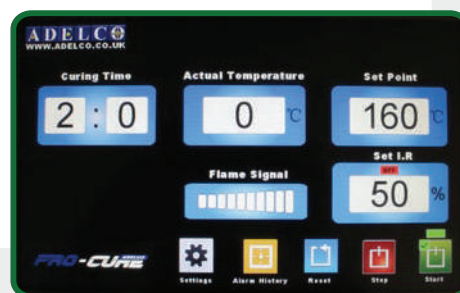 ADELCO
WWW.ADELCO.CO.UK
Curing Time
Actual Temperature
Set Point
2 : 0
0 °C
160 °C
Set I.R
OFF
Flame Signal
50 %
PRO-CURE
Settings
Alarm History
Reset
Stop
Start